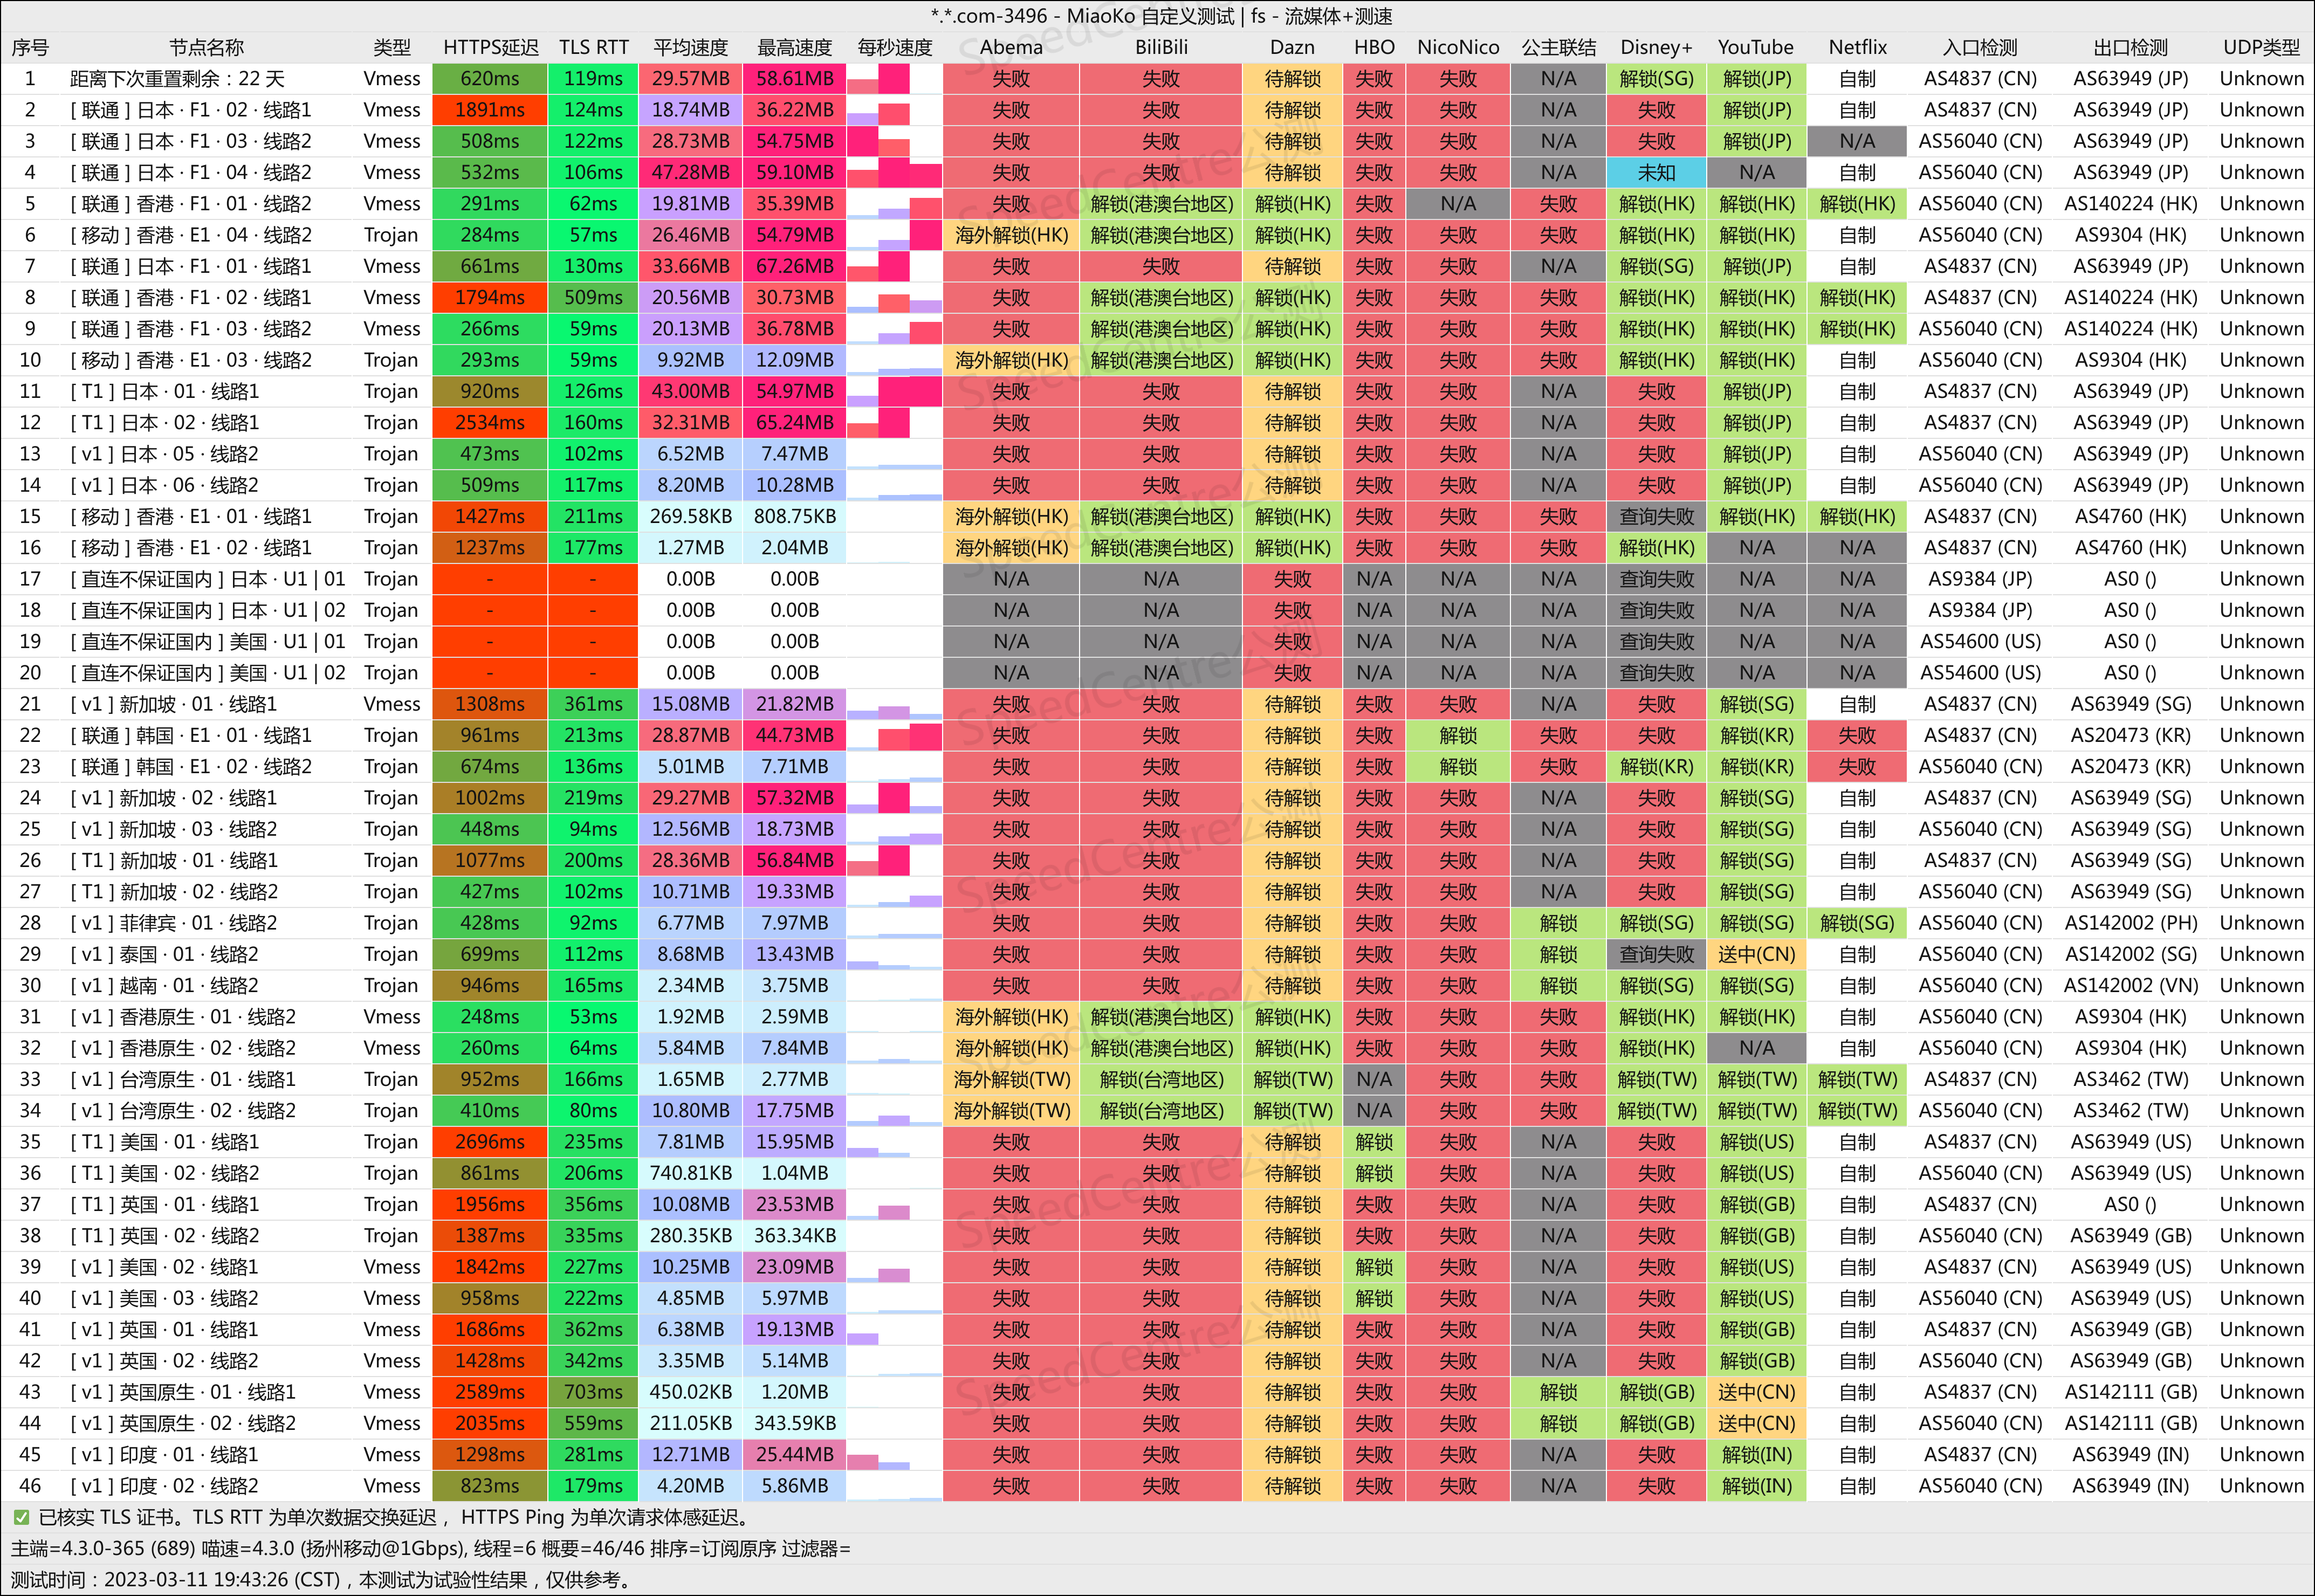 *.*.com-3496 - MiaoKo 自定义测试 | fs - 流媒体+测速
序号 节点名称 类型 HTTPS延迟 TLS RTT 平均速度 最高速度 每秒速度 Abema BiliBili Dazn HBO NicoNico 公主联结 Disney+ YouTube Netflix 入口检测 出口检测 UDP类型
1 距离下次重置剩余：22 天 Vmess 620ms 119ms 29.57MB 58.61MB 失败 失败 待解锁 失败 失败 N/A 解锁(SG) 解锁(JP) 自制 AS4837 (CN) AS63949 (JP) Unknown
2 [ 联通 ] 日本 · F1 · 02 · 线路1 Vmess 1891ms 124ms 18.74MB 36.22MB 失败 失败 待解锁 失败 失败 N/A 失败 解锁(JP) 自制 AS4837 (CN) AS63949 (JP) Unknown
3 [ 联通 ] 日本 · F1 · 03 · 线路2 Vmess 508ms 122ms 28.73MB 54.75MB 失败 失败 待解锁 失败 失败 N/A 失败 解锁(JP) N/A AS56040 (CN) AS63949 (JP) Unknown
4 [ 联通 ] 日本 · F1 · 04 · 线路2 Vmess 532ms 106ms 47.28MB 59.10MB 失败 失败 待解锁 失败 失败 N/A 未知 N/A 自制 AS56040 (CN) AS63949 (JP) Unknown
5 [ 联通 ] 香港 · F1 · 01 · 线路2 Vmess 291ms 62ms 19.81MB 35.39MB 失败 解锁(港澳台地区) 解锁(HK) 失败 N/A 失败 解锁(HK) 解锁(HK) 解锁(HK) AS56040 (CN) AS140224 (HK) Unknown
6 [ 移动 ] 香港 · E1 · 04 · 线路2 Trojan 284ms 57ms 26.46MB 54.79MB 海外解锁(HK) 解锁(港澳台地区) 解锁(HK) 失败 失败 失败 解锁(HK) 解锁(HK) 自制 AS56040 (CN) AS9304 (HK) Unknown
7 [ 联通 ] 日本 · F1 · 01 · 线路1 Vmess 661ms 130ms 33.66MB 67.26MB 失败 失败 待解锁 失败 失败 N/A 解锁(SG) 解锁(JP) 自制 AS4837 (CN) AS63949 (JP) Unknown
8 [ 联通 ] 香港 · F1 · 02 · 线路1 Vmess 1794ms 509ms 20.56MB 30.73MB 失败 解锁(港澳台地区) 解锁(HK) 失败 失败 失败 解锁(HK) 解锁(HK) 解锁(HK) AS4837 (CN) AS140224 (HK) Unknown
9 [ 联通 ] 香港 · F1 · 03 · 线路2 Vmess 266ms 59ms 20.13MB 36.78MB 失败 解锁(港澳台地区) 解锁(HK) 失败 失败 失败 解锁(HK) 解锁(HK) 解锁(HK) AS56040 (CN) AS140224 (HK) Unknown
10 [ 移动 ] 香港 · E1 · 03 · 线路2 Trojan 293ms 59ms 9.92MB 12.09MB 海外解锁(HK) 解锁(港澳台地区) 解锁(HK) 失败 失败 失败 解锁(HK) 解锁(HK) 自制 AS56040 (CN) AS9304 (HK) Unknown
11 [ T1 ] 日本 · 01 · 线路1 Trojan 920ms 126ms 43.00MB 54.97MB 失败 失败 待解锁 失败 失败 N/A 失败 解锁(JP) 自制 AS4837 (CN) AS63949 (JP) Unknown
12 [ T1 ] 日本 · 02 · 线路1 Trojan 2534ms 160ms 32.31MB 65.24MB 失败 失败 待解锁 失败 失败 N/A 失败 解锁(JP) 自制 AS4837 (CN) AS63949 (JP) Unknown
13 [ v1 ] 日本 · 05 · 线路2 Trojan 473ms 102ms 6.52MB 7.47MB 失败 失败 待解锁 失败 失败 N/A 失败 解锁(JP) 自制 AS56040 (CN) AS63949 (JP) Unknown
14 [ v1 ] 日本 · 06 · 线路2 Trojan 509ms 117ms 8.20MB 10.28MB 失败 失败 待解锁 失败 失败 N/A 失败 解锁(JP) 自制 AS56040 (CN) AS63949 (JP) Unknown
15 [ 移动 ] 香港 · E1 · 01 · 线路1 Trojan 1427ms 211ms 269.58KB 808.75KB 海外解锁(HK) 解锁(港澳台地区) 解锁(HK) 失败 失败 失败 查询失败 解锁(HK) 解锁(HK) AS4837 (CN) AS4760 (HK) Unknown
16 [ 移动 ] 香港 · E1 · 02 · 线路1 Trojan 1237ms 177ms 1.27MB 2.04MB 海外解锁(HK) 解锁(港澳台地区) 解锁(HK) 失败 失败 失败 解锁(HK) N/A N/A AS4837 (CN) AS4760 (HK) Unknown
17 [ 直连不保证国内 ] 日本 · U1 | 01 Trojan - - 0.00B 0.00B N/A N/A 失败 N/A N/A N/A 查询失败 N/A N/A AS9384 (JP) AS0 () Unknown
18 [ 直连不保证国内 ] 日本 · U1 | 02 Trojan - - 0.00B 0.00B N/A N/A 失败 N/A N/A N/A 查询失败 N/A N/A AS9384 (JP) AS0 () Unknown
19 [ 直连不保证国内 ] 美国 · U1 | 01 Trojan - - 0.00B 0.00B N/A N/A 失败 N/A N/A N/A 查询失败 N/A N/A AS54600 (US) AS0 () Unknown
20 [ 直连不保证国内 ] 美国 · U1 | 02 Trojan - - 0.00B 0.00B N/A N/A 失败 N/A N/A N/A 查询失败 N/A N/A AS54600 (US) AS0 () Unknown
21 [ v1 ] 新加坡 · 01 · 线路1 Vmess 1308ms 361ms 15.08MB 21.82MB 失败 失败 待解锁 失败 失败 N/A 失败 解锁(SG) 自制 AS4837 (CN) AS63949 (SG) Unknown
22 [ 联通 ] 韩国 · E1 · 01 · 线路1 Trojan 961ms 213ms 28.87MB 44.73MB 失败 失败 待解锁 失败 解锁 失败 失败 解锁(KR) 失败 AS4837 (CN) AS20473 (KR) Unknown
23 [ 联通 ] 韩国 · E1 · 02 · 线路2 Trojan 674ms 136ms 5.01MB 7.71MB 失败 失败 待解锁 失败 解锁 失败 解锁(KR) 解锁(KR) 失败 AS56040 (CN) AS20473 (KR) Unknown
24 [ v1 ] 新加坡 · 02 · 线路1 Trojan 1002ms 219ms 29.27MB 57.32MB 失败 失败 待解锁 失败 失败 N/A 失败 解锁(SG) 自制 AS4837 (CN) AS63949 (SG) Unknown
25 [ v1 ] 新加坡 · 03 · 线路2 Trojan 448ms 94ms 12.56MB 18.73MB 失败 失败 待解锁 失败 失败 N/A 失败 解锁(SG) 自制 AS56040 (CN) AS63949 (SG) Unknown
26 [ T1 ] 新加坡 · 01 · 线路1 Trojan 1077ms 200ms 28.36MB 56.84MB 失败 失败 待解锁 失败 失败 N/A 失败 解锁(SG) 自制 AS4837 (CN) AS63949 (SG) Unknown
27 [ T1 ] 新加坡 · 02 · 线路2 Trojan 427ms 102ms 10.71MB 19.33MB 失败 失败 待解锁 失败 失败 N/A 失败 解锁(SG) 自制 AS56040 (CN) AS63949 (SG) Unknown
28 [ v1 ] 菲律宾 · 01 · 线路2 Trojan 428ms 92ms 6.77MB 7.97MB 失败 失败 待解锁 失败 失败 解锁 解锁(SG) 解锁(SG) 解锁(SG) AS56040 (CN) AS142002 (PH) Unknown
29 [ v1 ] 泰国 · 01 · 线路2 Trojan 699ms 112ms 8.68MB 13.43MB 失败 失败 待解锁 失败 失败 解锁 查询失败 送中(CN) 自制 AS56040 (CN) AS142002 (SG) Unknown
30 [ v1 ] 越南 · 01 · 线路2 Trojan 946ms 165ms 2.34MB 3.75MB 失败 失败 待解锁 失败 失败 解锁 解锁(SG) 解锁(SG) 自制 AS56040 (CN) AS142002 (VN) Unknown
31 [ v1 ] 香港原生 · 01 · 线路2 Vmess 248ms 53ms 1.92MB 2.59MB 海外解锁(HK) 解锁(港澳台地区) 解锁(HK) 失败 失败 失败 解锁(HK) 解锁(HK) 自制 AS56040 (CN) AS9304 (HK) Unknown
32 [ v1 ] 香港原生 · 02 · 线路2 Vmess 260ms 64ms 5.84MB 7.84MB 海外解锁(HK) 解锁(港澳台地区) 解锁(HK) 失败 失败 失败 解锁(HK) N/A 自制 AS56040 (CN) AS9304 (HK) Unknown
33 [ v1 ] 台湾原生 · 01 · 线路1 Trojan 952ms 166ms 1.65MB 2.77MB 海外解锁(TW) 解锁(台湾地区) 解锁(TW) N/A 失败 失败 解锁(TW) 解锁(TW) 解锁(TW) AS4837 (CN) AS3462 (TW) Unknown
34 [ v1 ] 台湾原生 · 02 · 线路2 Trojan 410ms 80ms 10.80MB 17.75MB 海外解锁(TW) 解锁(台湾地区) 解锁(TW) N/A 失败 失败 解锁(TW) 解锁(TW) 解锁(TW) AS56040 (CN) AS3462 (TW) Unknown
35 [ T1 ] 美国 · 01 · 线路1 Trojan 2696ms 235ms 7.81MB 15.95MB 失败 失败 待解锁 解锁 失败 N/A 失败 解锁(US) 自制 AS4837 (CN) AS63949 (US) Unknown
36 [ T1 ] 美国 · 02 · 线路2 Trojan 861ms 206ms 740.81KB 1.04MB 失败 失败 待解锁 解锁 失败 N/A 失败 解锁(US) 自制 AS56040 (CN) AS63949 (US) Unknown
37 [ T1 ] 英国 · 01 · 线路1 Trojan 1956ms 356ms 10.08MB 23.53MB 失败 失败 待解锁 失败 失败 N/A 失败 解锁(GB) 自制 AS4837 (CN) AS0 () Unknown
38 [ T1 ] 英国 · 02 · 线路2 Trojan 1387ms 335ms 280.35KB 363.34KB 失败 失败 待解锁 失败 失败 N/A 失败 解锁(GB) 自制 AS56040 (CN) AS63949 (GB) Unknown
39 [ v1 ] 美国 · 02 · 线路1 Vmess 1842ms 227ms 10.25MB 23.09MB 失败 失败 待解锁 解锁 失败 N/A 失败 解锁(US) 自制 AS4837 (CN) AS63949 (US) Unknown
40 [ v1 ] 美国 · 03 · 线路2 Vmess 958ms 222ms 4.85MB 5.97MB 失败 失败 待解锁 解锁 失败 N/A 失败 解锁(US) 自制 AS56040 (CN) AS63949 (US) Unknown
41 [ v1 ] 英国 · 01 · 线路1 Vmess 1686ms 362ms 6.38MB 19.13MB 失败 失败 待解锁 失败 失败 N/A 失败 解锁(GB) 自制 AS4837 (CN) AS63949 (GB) Unknown
42 [ v1 ] 英国 · 02 · 线路2 Vmess 1428ms 342ms 3.35MB 5.14MB 失败 失败 待解锁 失败 失败 N/A 失败 解锁(GB) 自制 AS56040 (CN) AS63949 (GB) Unknown
43 [ v1 ] 英国原生 · 01 · 线路1 Vmess 2589ms 703ms 450.02KB 1.20MB 失败 失败 待解锁 失败 失败 解锁 解锁(GB) 送中(CN) 自制 AS4837 (CN) AS142111 (GB) Unknown
44 [ v1 ] 英国原生 · 02 · 线路2 Vmess 2035ms 559ms 211.05KB 343.59KB 失败 失败 待解锁 失败 失败 解锁 解锁(GB) 送中(CN) 自制 AS56040 (CN) AS142111 (GB) Unknown
45 [ v1 ] 印度 · 01 · 线路1 Vmess 1298ms 281ms 12.71MB 25.44MB 失败 失败 待解锁 失败 失败 N/A 失败 解锁(IN) 自制 AS4837 (CN) AS63949 (IN) Unknown
46 [ v1 ] 印度 · 02 · 线路2 Vmess 823ms 179ms 4.20MB 5.86MB 失败 失败 待解锁 失败 失败 N/A 失败 解锁(IN) 自制 AS56040 (CN) AS63949 (IN) Unknown
✅ 已核实 TLS 证书。TLS RTT 为单次数据交换延迟， HTTPS Ping 为单次请求体感延迟。
主端=4.3.0-365 (689) 喵速=4.3.0 (扬州移动@1Gbps), 线程=6 概要=46/46 排序=订阅原序 过滤器=
测试时间：2023-03-11 19:43:26 (CST)，本测试为试验性结果，仅供参考。
SpeedCentre公测